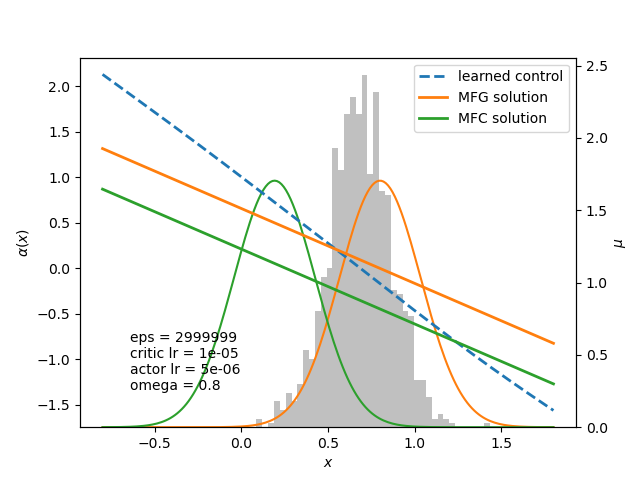 learned control
MFG solution
MFC solution
eps = 2999999
critic lr = 1e-05
actor lr = 5e-06
omega = 0.8
2.0
1.5
1.0
0.5
0.0
−0.5
−1.0
−1.5
α(x)
2.5
2.0
1.5
1.0
0.5
0.0
μ
−0.5
0.0
0.5
1.0
1.5
x